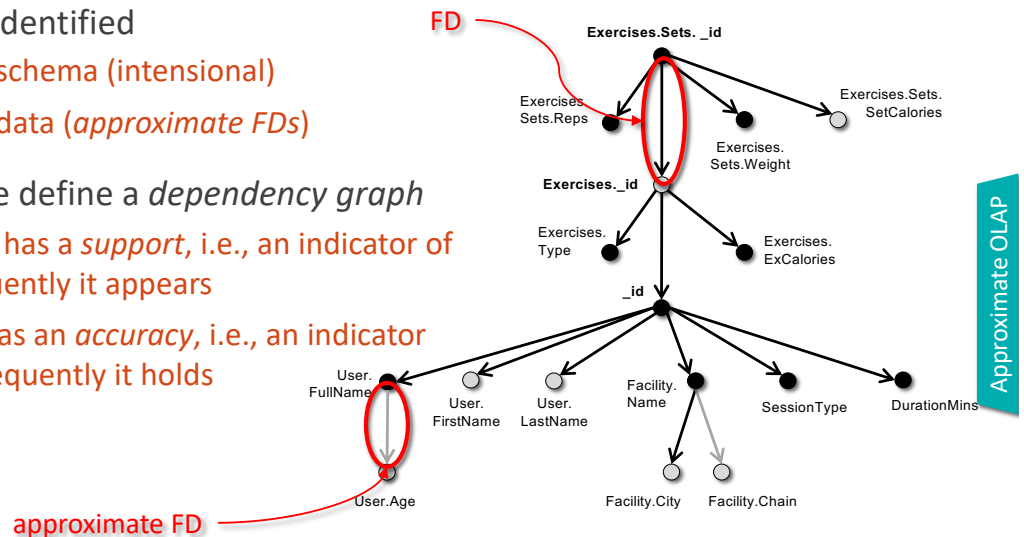 dentified
schema (intensional)
data (approximate FDs)
e define a dependency graph
has a support, i.e., an indicator of
uently it appears
as an accuracy, i.e., an indicator
equently it holds
FD
Exercises.Sets. _id
Exercises.
Sets.Reps
Exercises.
Sets.Weight
Exercises.Sets.
SetCalories
Exercises._id
Exercises.
Type
Exercises.
ExCalories
_id
User.
FullName
User.
FirstName
User.
LastName
Facility.
Name
SessionType
DurationMins
User.Age
Facility.City
Facility.Chain
approximate FD
Approximate OLAP